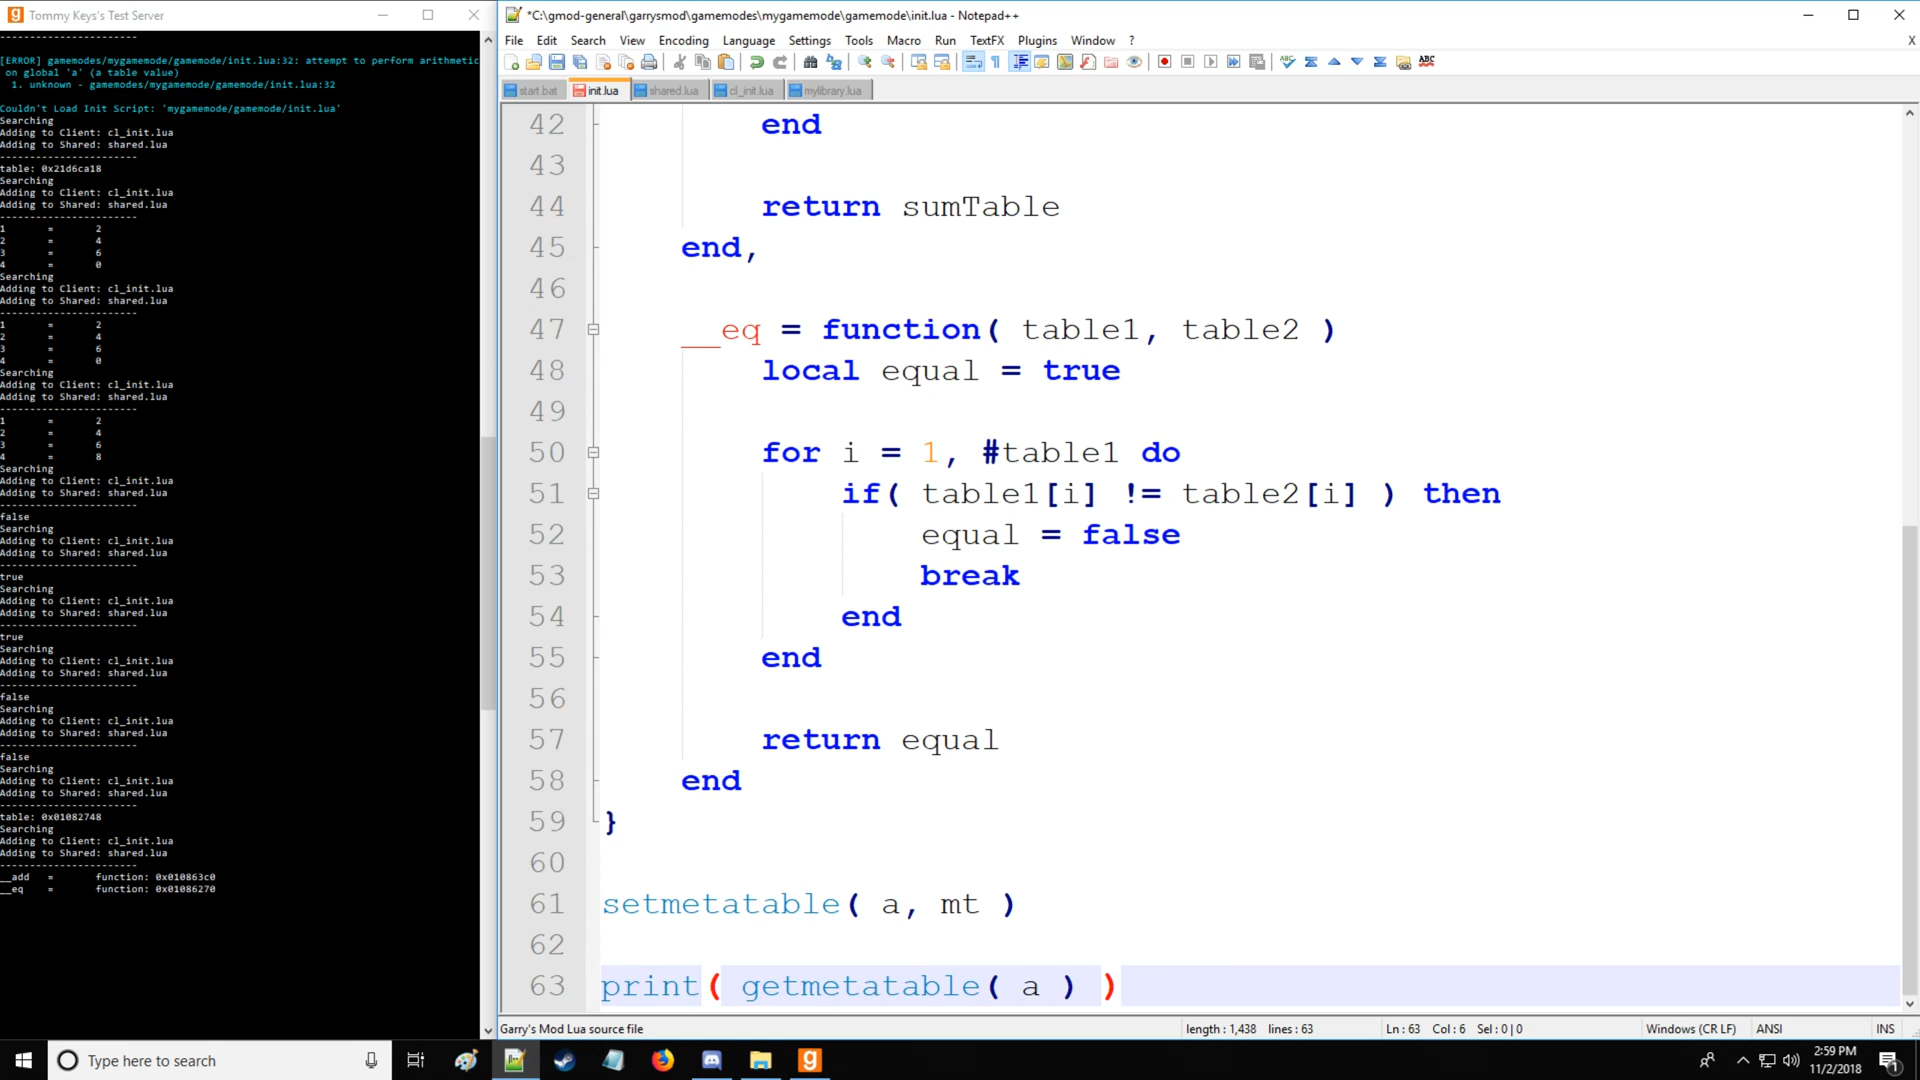 Tommy Keys's Test Server
-----------------------
[ERROR] gamemodes/mygamemode/gamemode/init.lua:32: attempt to perform arithmetic
on global 'a' (a table value)
1. unknown - gamemodes/mygamemode/gamemode/init.lua:32
Couldn't Load Init Script: 'mygamemode/gamemode/init.lua'
Searching
Adding to Client: cl_init.lua
Adding to Shared: shared.lua
-----------------------
table: 0x21d6ca18
Searching
Adding to Client: cl_init.lua
Adding to Shared: shared.lua
-----------------------
1 = 2
2 = 4
3 = 6
4 = 0
Searching
Adding to Client: cl_init.lua
Adding to Shared: shared.lua
-----------------------
1 = 2
2 = 4
3 = 6
4 = 0
Searching
Adding to Client: cl_init.lua
Adding to Shared: shared.lua
-----------------------
1 = 2
2 = 4
3 = 6
4 = 8
Searching
Adding to Client: cl_init.lua
Adding to Shared: shared.lua
-----------------------
false
Searching
Adding to Client: cl_init.lua
Adding to Shared: shared.lua
-----------------------
true
Searching
Adding to Client: cl_init.lua
Adding to Shared: shared.lua
-----------------------
true
Searching
Adding to Client: cl_init.lua
Adding to Shared: shared.lua
-----------------------
false
Searching
Adding to Client: cl_init.lua
Adding to Shared: shared.lua
-----------------------
false
Searching
Adding to Client: cl_init.lua
Adding to Shared: shared.lua
-----------------------
table: 0x01082748
Searching
Adding to Client: cl_init.lua
Adding to Shared: shared.lua
-----------------------
__add = function: 0x010863c0
__eq = function: 0x01086270
*C:\gmod-general\garrysmod\gamemodes\mygamemode\gamemode\init.lua - Notepad++
File Edit Search View Encoding Language Settings Tools Macro Run TextFX Plugins Window ? X
start.bat init.lua shared.lua cl_init.lua mylibrary.lua
42 end
43
44 return sumTable
45 end,
46
47 __eq = function( table1, table2 )
48 local equal = true
49
50 for i = 1, #table1 do
51 if( table1[i] != table2[i] ) then
52 equal = false
53 break
54 end
55 end
56
57 return equal
58 end
59 }
60
61 setmetatable( a, mt )
62
63 print( getmetatable( a ) )
Garry's Mod Lua source file length : 1,438 lines : 63 Ln : 63 Col : 6 Sel : 0 | 0 Windows (CR LF) ANSI INS
Type here to search
2:59 PM
11/2/2018